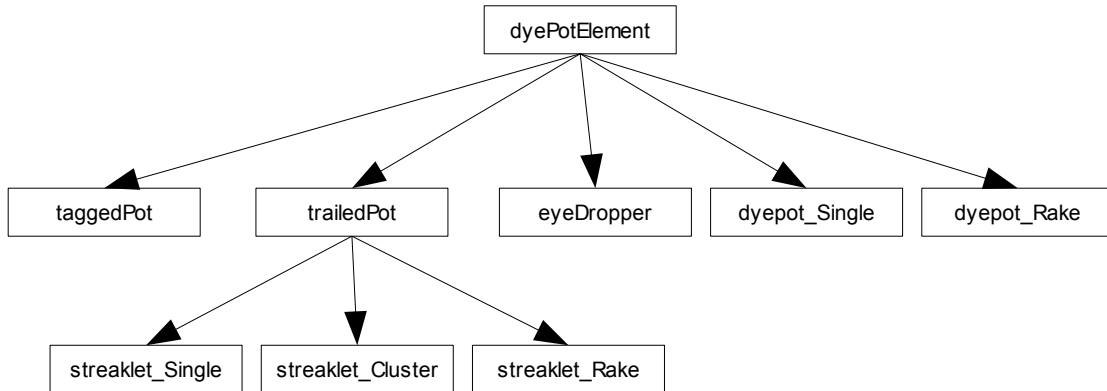 dyePotElement
taggedPot
trailedPot
eyeDropper
dyepot_Single
dyepot_Rake
streaklet_Single
streaklet_Cluster
streaklet_Rake